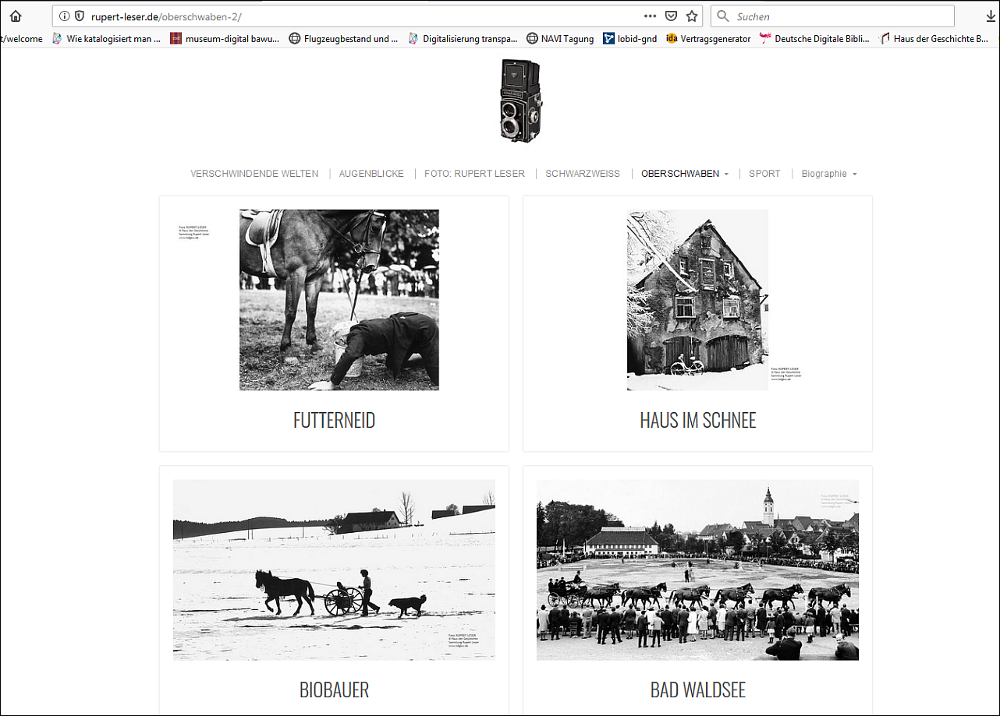 rupert-leser.de/oberschwaben-2/
Suchen
t/welcome
Wie katalogisiert man ...
museum-digital bawu...
Flugzeugbestand und ...
Digitalisierung transpa...
NAVI Tagung
lobid-gnd
ida Vertragsgenerator
Deutsche Digitale Bibli...
Haus der Geschichte B...
VERSCHWINDENDE WELTEN
AUGENBLICKE
FOTO: RUPERT LESER
SCHWARZWEISS
OBERSCHWABEN
SPORT
Biographie
Foto: RUPERT LESER
© Haus der Geschichte
Sammlung Rupert Leser
www.hdgbw.de
Foto: RUPERT LESER
© Haus der Geschichte
Sammlung Rupert Leser
www.hdgbw.de
FUTTERNEID
HAUS IM SCHNEE
Foto: RUPERT LESER
© Haus der Geschichte
Sammlung Rupert Leser
www.hdgbw.de
Foto: RUPERT LESER
© Haus der Geschichte
Sammlung Rupert Leser
www.hdgbw.de
BIOBAUER
BAD WALDSEE